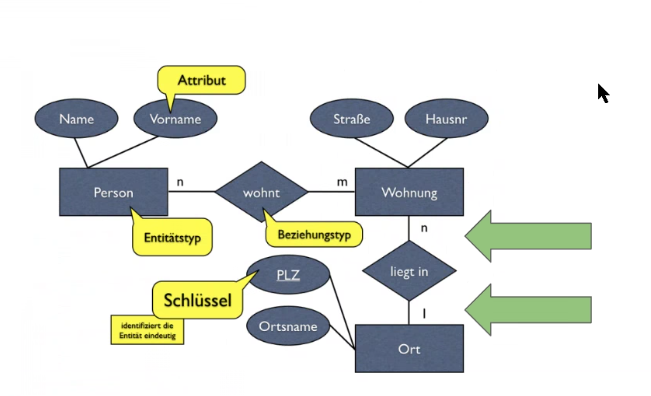 Attribut
Name
Vorname
Straße
Hausnr
Person
n
wohnt
m
Wohnung
Entitätstyp
Beziehungstyp
n
PLZ
liegt in
Schlüssel
identifiziert die
Entität eindeutig
Ortsname
1
Ort